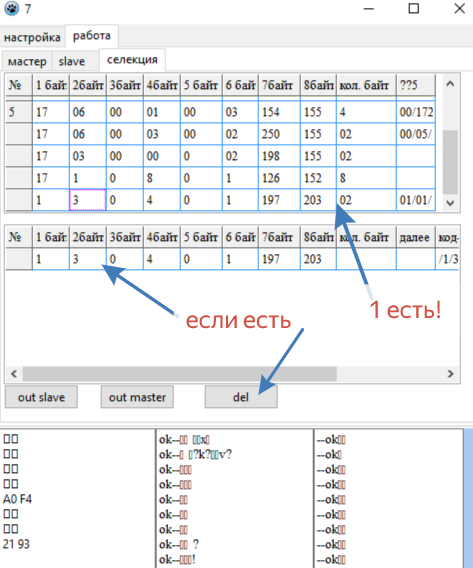 7
настройка работа
мастер slave селекция
№ 1 байт 2байт 3байт 4байт 5 байт 6 байт 7байт 8байт кол. байт ??5
5 17 06 00 01 00 03 154 155 4 00/172
17 06 00 03 00 02 250 155 02 00/05/
17 03 00 00 0 02 198 155 02
17 1 0 8 0 1 126 152 8
1 3 0 4 0 1 197 203 02 01/01/
№ 1 байт 2байт 3байт 4байт 5 байт 6 байт 7байт 8байт кол. байт далее код-
1 3 0 4 0 1 197 203 /1/3
если есть
1 есть!
out slave out master del
ok-- x --ok
ok-- ?k? v? --ok
ok-- --ok
ok-- --ok
A0 F4 ok-- --ok
ok-- --ok
ok-- --ok
21 93 ok-- ? --ok
ok-- ! --ok